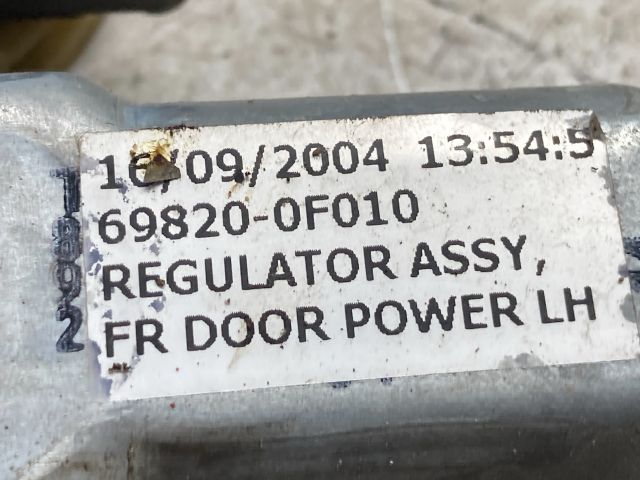 16/09/2004 13:54:5
69820-0F010
REGULATOR ASSY,
FR DOOR POWER LH